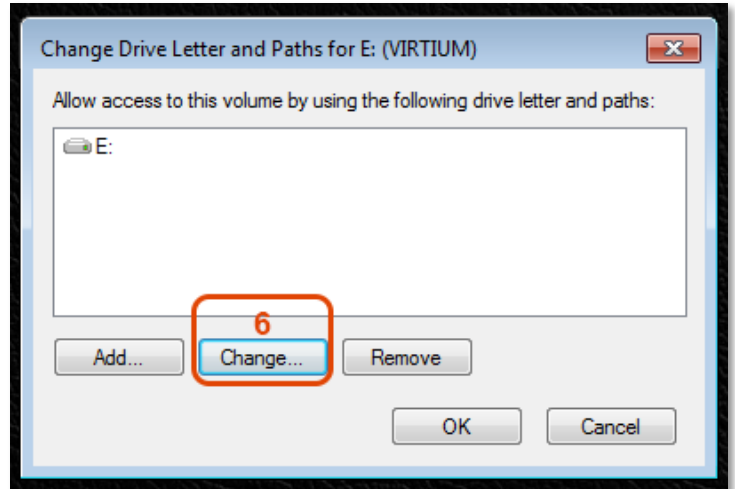 Change Drive Letter and Paths for E: (VIRTIUM)
Allow access to this volume by using the following drive letter and paths:
E:
6
Add... Change... Remove
OK Cancel